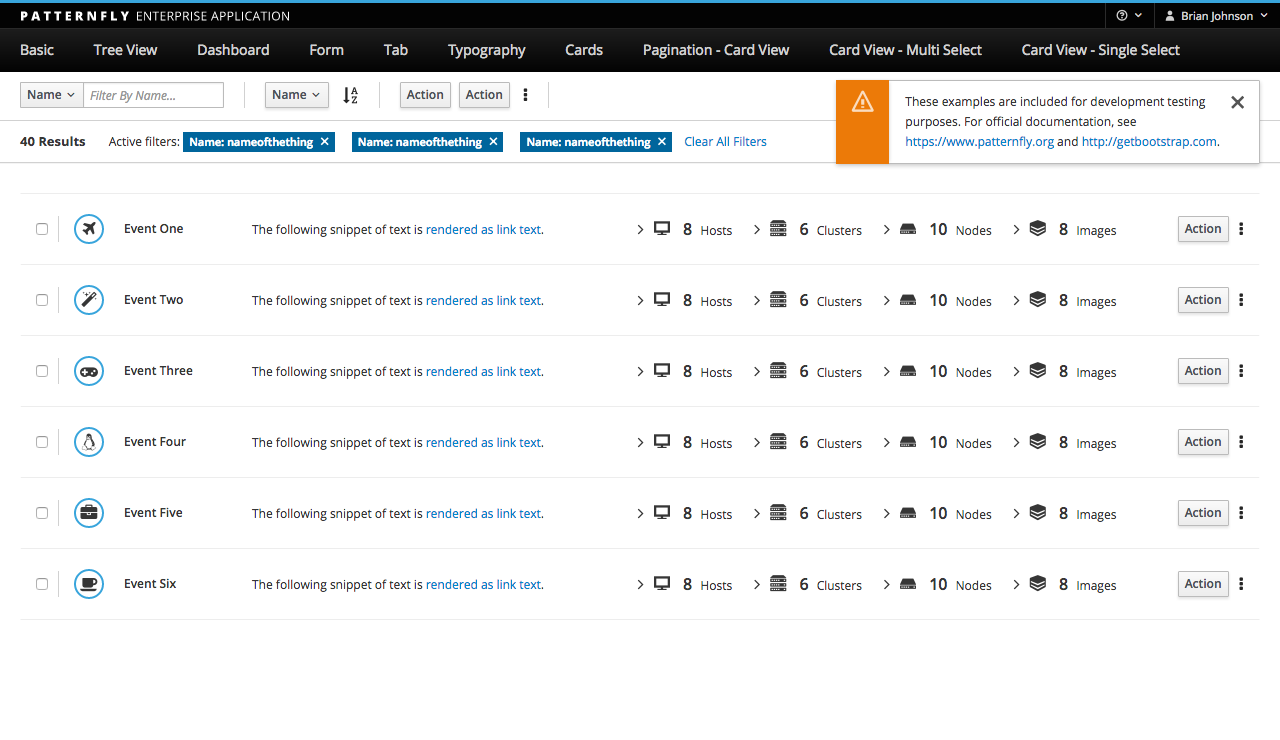 PATTERNFLY ENTERPRISE APPLICATION
Brian Johnson
Basic Tree View Dashboard Form Tab Typography Cards Pagination - Card View Card View - Multi Select Card View - Single Select
Name Filter By Name... Name Action Action
These examples are included for development testing
purposes. For official documentation, see
https://www.patternfly.org and http://getbootstrap.com.
40 Results Active filters: Name: nameofthething Name: nameofthething Name: nameofthething Clear All Filters
Event One The following snippet of text is rendered as link text. 8 Hosts 6 Clusters 10 Nodes 8 Images Action
Event Two The following snippet of text is rendered as link text. 8 Hosts 6 Clusters 10 Nodes 8 Images Action
Event Three The following snippet of text is rendered as link text. 8 Hosts 6 Clusters 10 Nodes 8 Images Action
Event Four The following snippet of text is rendered as link text. 8 Hosts 6 Clusters 10 Nodes 8 Images Action
Event Five The following snippet of text is rendered as link text. 8 Hosts 6 Clusters 10 Nodes 8 Images Action
Event Six The following snippet of text is rendered as link text. 8 Hosts 6 Clusters 10 Nodes 8 Images Action